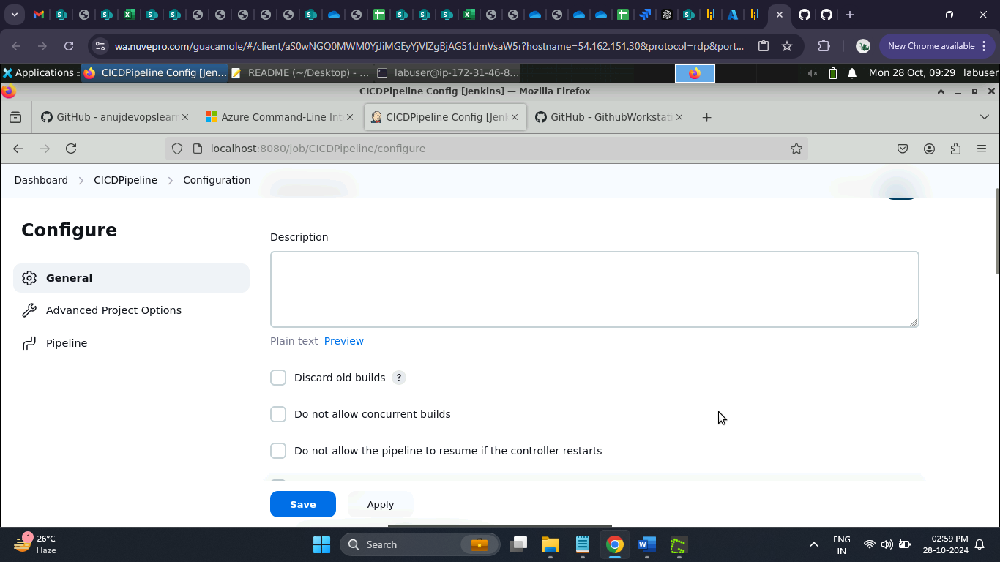 wa.nuvepro.com/guacamole/#/client/aS0wNGQ0MWM0YjJiMGEyYjVlZgBjAG51dmVsaW5r?hostname=54.162.151.30&protocol=rdp&port...
New Chrome available
Applications
CICDPipeline Config [Jen...
README (~/Desktop) - ...
labuser@ip-172-31-46-8...
Mon 28 Oct, 09:29
labuser
CICDPipeline Config [Jenkins] — Mozilla Firefox
GitHub - anujdevopslearn
Azure Command-Line Int
CICDPipeline Config [Jenk
GitHub - GithubWorkstati
localhost:8080/job/CICDPipeline/configure
Dashboard
CICDPipeline
Configuration
Configure
General
Advanced Project Options
Pipeline
Description
Plain text Preview
Discard old builds ?
Do not allow concurrent builds
Do not allow the pipeline to resume if the controller restarts
Save
Apply
1
26°C
Haze
Search
ENG
IN
02:59 PM
28-10-2024